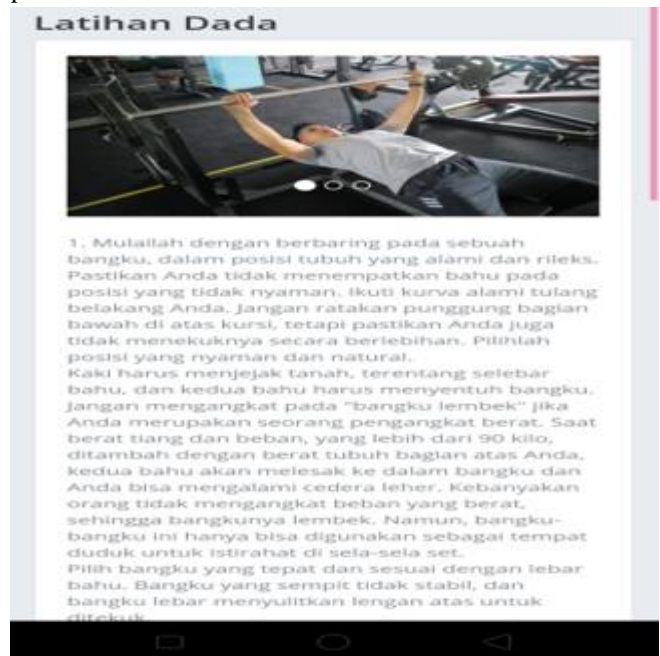 Latihan Dada
1. Mulailah dengan berbaring pada sebuah
bangku, dalam posisi tubuh yang alami dan rileks.
Pastikan Anda tidak menempatkan bahu pada
posisi yang tidak nyaman. Ikuti kurva alami tulang
belakang Anda. Jangan ratakan punggung bagian
bawah di atas kursi, tetapi pastikan Anda juga
tidak menekuknya secara berlebihan. Pilihlah
posisi yang nyaman dan natural.
Kaki harus menjejak tanah, terentang selebar
bahu, dan kedua bahu harus menyentuh bangku.
Jangan mengangkat pada "bangku lembek" jika
Anda merupakan seorang pengangkat berat. Saat
berat tiang dan beban, yang lebih dari 90 kilo,
ditambah dengan berat tubuh bagian atas Anda,
kedua bahu akan melesak ke dalam bangku dan
Anda bisa mengalami cedera leher. Kebanyakan
orang tidak mengangkat beban yang berat,
sehingga bangkunya lembek. Namun, bangku-
bangku ini hanya bisa digunakan sebagai tempat
duduk untuk istirahat di sela-sela set.
Pilih bangku yang tepat dan sesuai dengan lebar
bahu. Bangku yang sempit tidak stabil, dan
bangku lebar menyulitkan lengan atas untuk
ditekuk